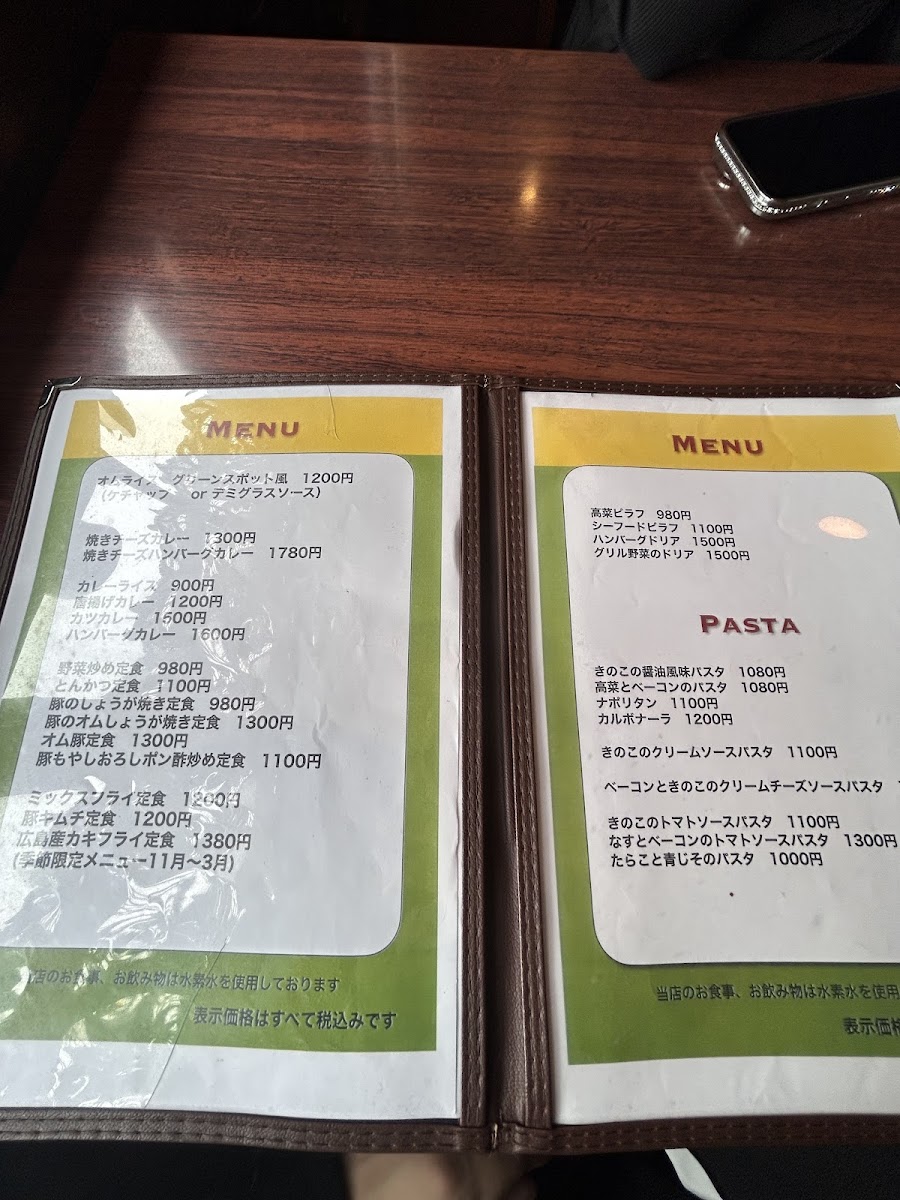 MENU
オムライス グリーンスポット風 1200円
(ケチャップ or デミグラスソース)
焼きチーズカレー 1300円
焼きチーズハンバーグカレー 1780円
カレーライス 900円
唐揚げカレー 1200円
カツカレー 1500円
ハンバーグカレー 1600円
野菜炒め定食 980円
とんかつ定食 1100円
豚のしょうが焼き定食 980円
豚のオムしょうが焼き定食 1300円
オム豚定食 1300円
豚もやしおろしポン酢炒め定食 1100円
ミックスフライ定食 1200円
豚キムチ定食 1200円
広島産カキフライ定食 1380円
(季節限定メニュー11月～3月)
当店のお食事、お飲み物は水素水を使用しております
表示価格はすべて税込みです
MENU
高菜ピラフ 980円
シーフードピラフ 1100円
ハンバーグドリア 1500円
グリル野菜のドリア 1500円
PASTA
きのこの醤油風味パスタ 1080円
高菜とベーコンのパスタ 1080円
ナポリタン 1100円
カルボナーラ 1200円
きのこのクリームソースパスタ 1100円
ベーコンときのこのクリームチーズソースパスタ
きのこのトマトソースパスタ 1100円
なすとベーコンのトマトソースパスタ 1300円
たらこと青じそのパスタ 1000円
当店のお食事、お飲み物は水素水を使用
表示価格